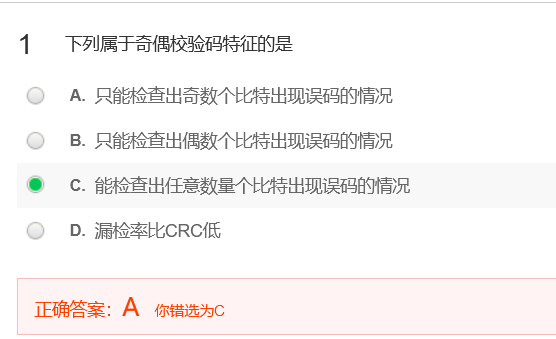 1 下列属于奇偶校验码特征的是
A. 只能检查出奇数个比特出现误码的情况
B. 只能检查出偶数个比特出现误码的情况
C. 能检查出任意数量个比特出现误码的情况
D. 漏检率比CRC低
正确答案：A 你错选为C